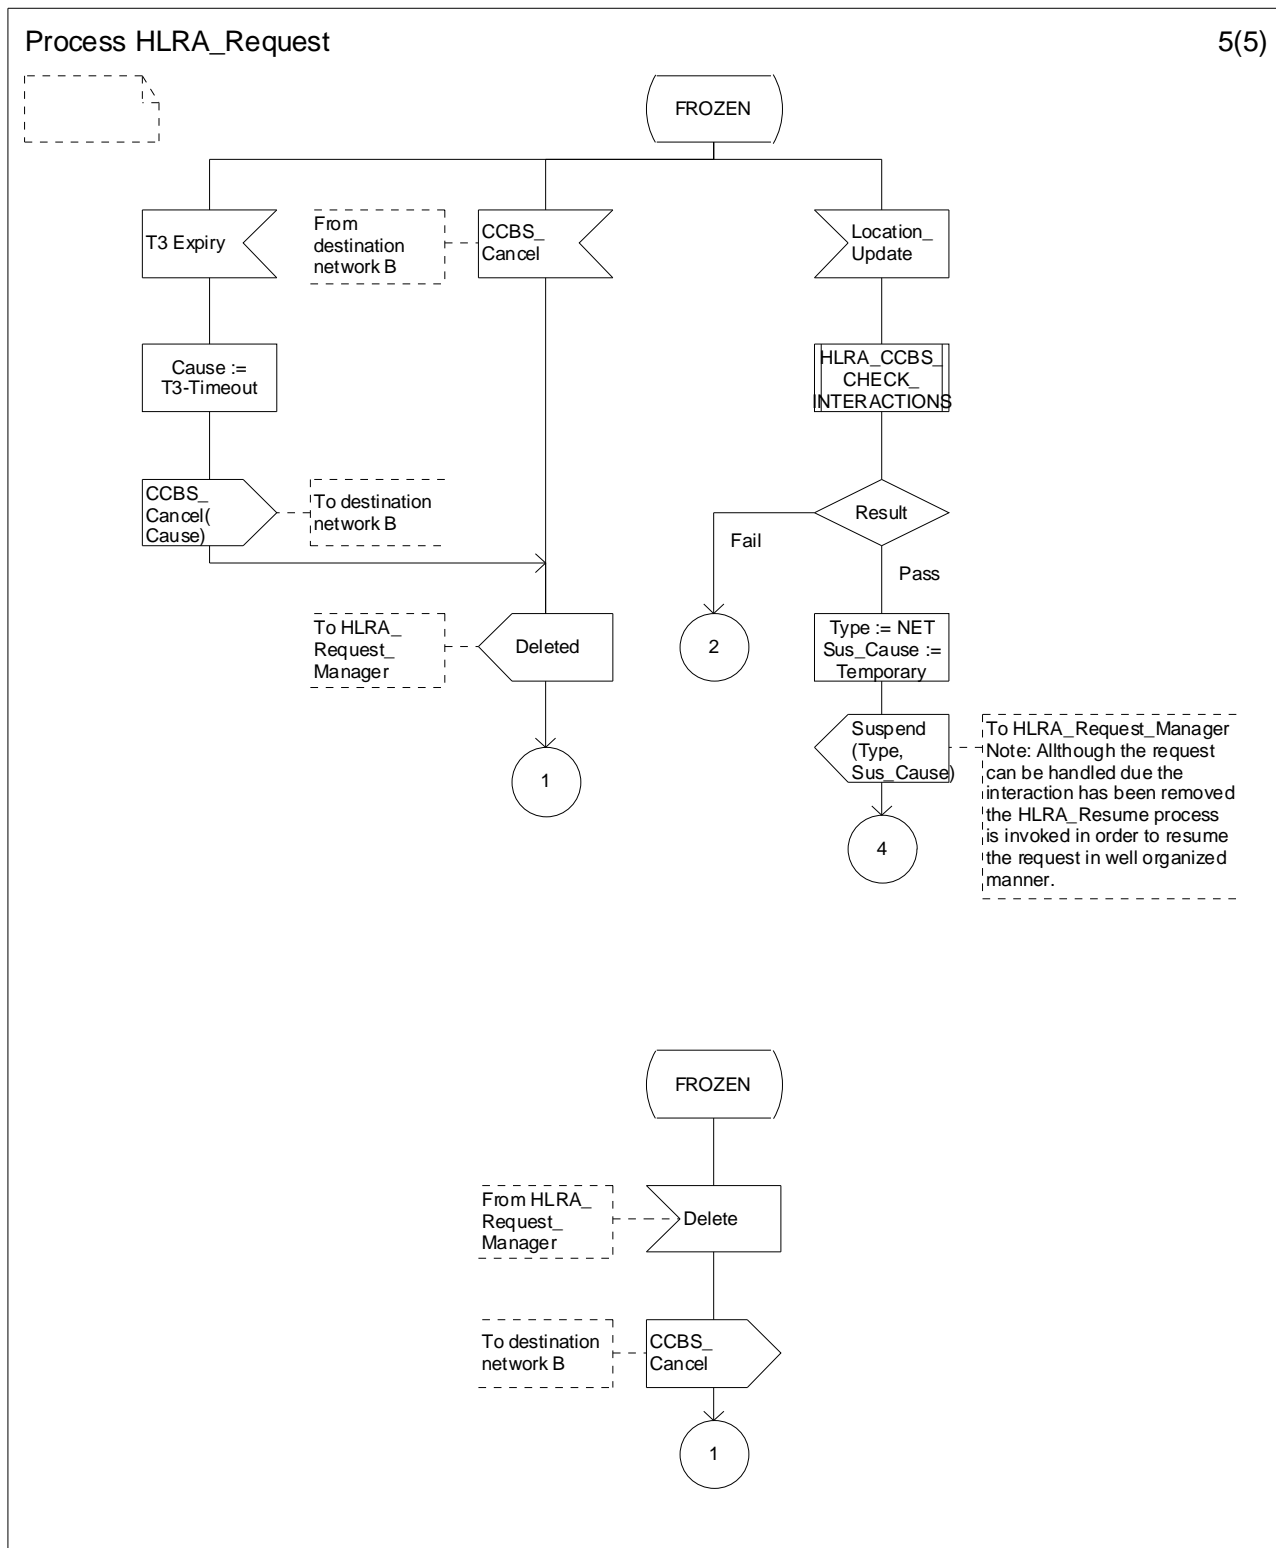 Process HLRA_Request
5(5)
FROZEN
T3 Expiry
From
destination
network B
CCBS_
Cancel
Location_
Update
Cause :=
T3-Timeout
HLRA_CCBS_
CHECK_
INTERACTIONS
CCBS_
Cancel(
Cause)
To destination
network B
Result
Fail
Pass
To HLRA_
Request_
Manager
Deleted
2
Type := NET
Sus_Cause :=
Temporary
1
Suspend
(Type,
Sus_Cause)
To HLRA_Request_Manager
Note: Allthough the request
can be handled due the
interaction has been removed
the HLRA_Resume process
is invoked in order to resume
the request in well organized
manner.
4
FROZEN
From HLRA_
Request_
Manager
Delete
To destination
network B
CCBS_
Cancel
1